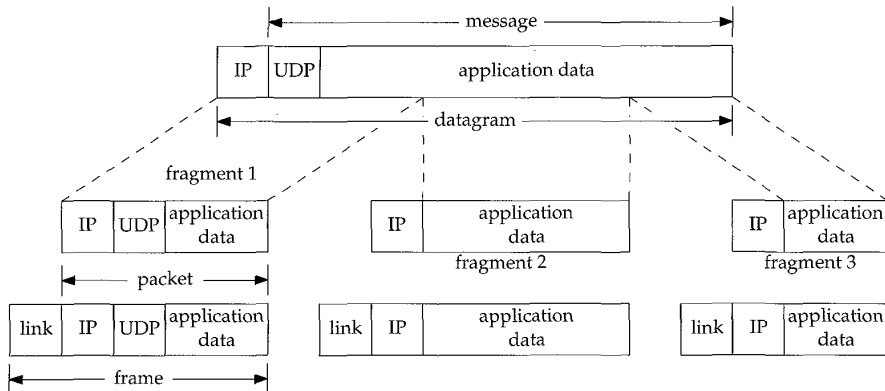 message
IP UDP application data
datagram
fragment 1
IP UDP application data
IP application data
IP application data
fragment 2
fragment 3
packet
link IP UDP application data
link IP application data
link IP application data
frame